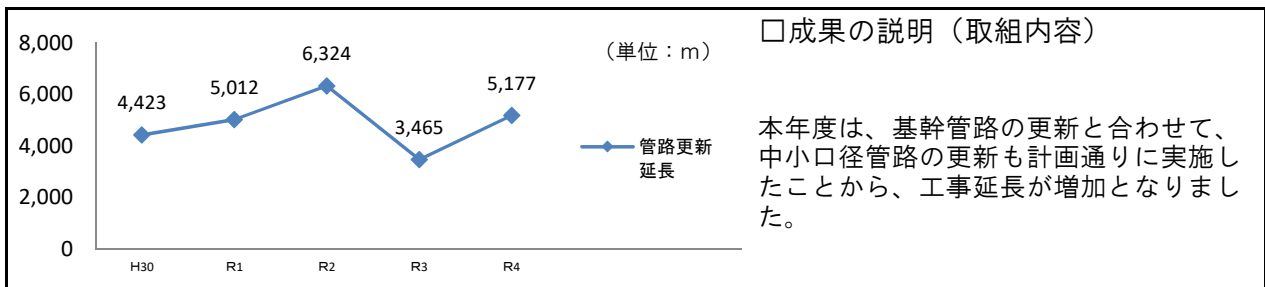 8,000
6,000
4,000
2,000
0
(単位：m)
4,423
5,012
6,324
3,465
5,177
H30
R1
R2
R3
R4
管路更新
延長
□成果の説明（取組内容）
本年度は、基幹管路の更新と合わせて、
中小口径管路の更新も計画通りに実施し
たことから、工事延長が増加となりまし
た。